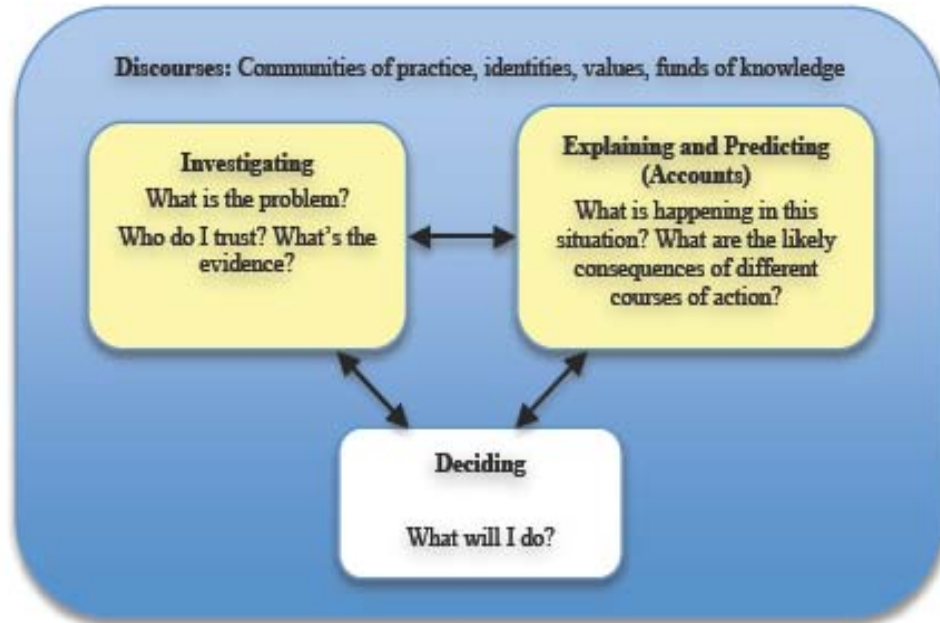 Discourses: Communities of practice, identities, values, funds of knowledge
Investigating
What is the problem?
Who do I trust? What's the
evidence?
Explaining and Predicting
(Accounts)
What is happening in this
situation? What are the likely
consequences of different
courses of action?
Deciding
What will I do?